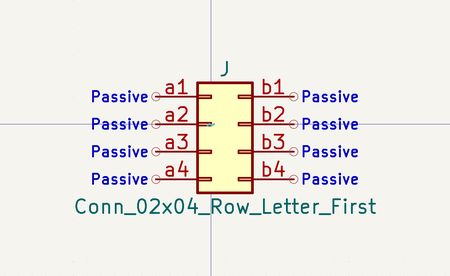 J
Passive a1 b1 Passive
Passive a2 b2 Passive
Passive a3 b3 Passive
Passive a4 b4 Passive
Conn_02x04_Row_Letter_First